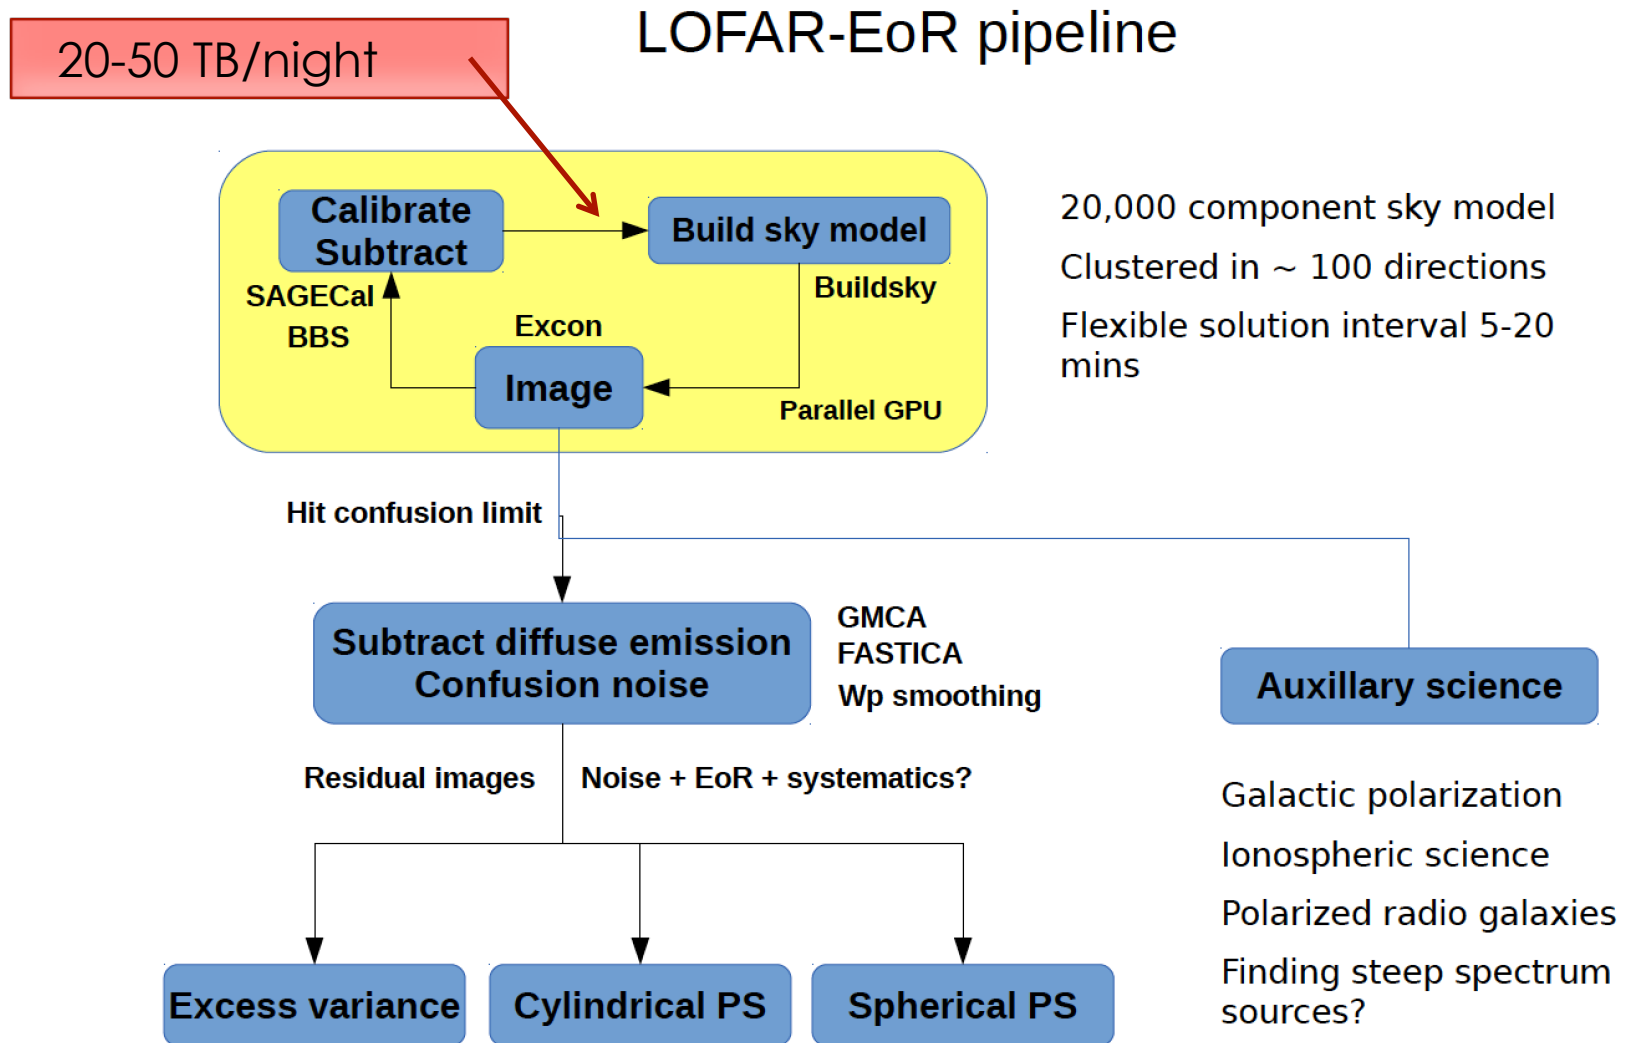 LOFAR-EoR pipeline
20-50 TB/night
Calibrate
Subtract
Build sky model
SAGECal
BBS
Buildsky
Excon
Image
Parallel GPU
20,000 component sky model
Clustered in ~ 100 directions
Flexible solution interval 5-20
mins
Hit confusion limit
Subtract diffuse emission
Confusion noise
GMCA
FASTICA
Wp smoothing
Auxillary science
Residual images
Noise + EoR + systematics?
Galactic polarization
Ionospheric science
Polarized radio galaxies
Finding steep spectrum
sources?
Excess variance
Cylindrical PS
Spherical PS